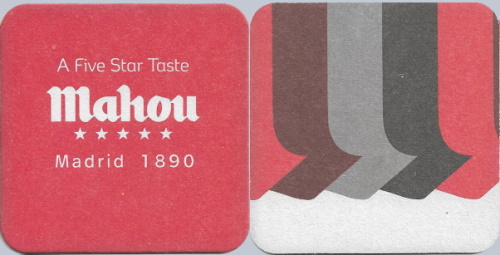 A Five Star Taste
Mahou
★★★★★
Madrid 1890